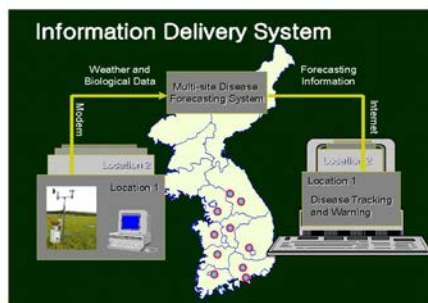 Information Delivery System
Weather and
Biological Data
Multi-site Disease
Forecasting System
Forecasting
Information
Modem
Internet
Location 2
Location 1
Location 2
Location 1
Disease Tracking
and Warning